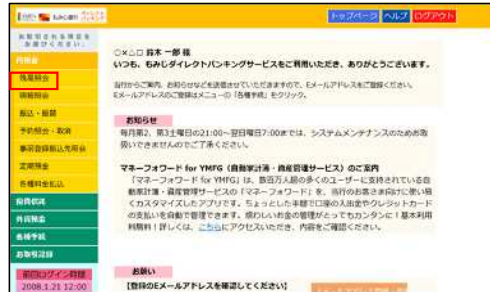 トップページ ヘルプ ログアウト
お取引される項目を
お選びください。
残高照会
明細照会
振込・振替
予約照会・取消
事前登録振込先照会
定期預金
各種料金払込
投資信託
外貨預金
各種手続
お取引追跡
前回ログイン時間
2008.1.21 12:00
○×△□ 鈴木 一郎 様
いつも、もみじダイレクトバンキングサービスをご利用いただき、ありがとうございます。
当行からご案内、お知らせなどを送信させていただきますので、Eメールアドレスをご登録ください。
Eメールアドレスのご登録はメニューの「各種手続」をクリック。
お知らせ
毎月第2、第3土曜日の21:00～翌日曜日7:00までは、システムメンテナンスのためお取
扱いできませんのでご了承ください。
マネーフォワード for YMFG（自動家計簿・資産管理サービス）のご案内
「マネーフォワード for YMFG」は、数百万人超の多くのユーザーに支持されている自
動家計簿・資産管理サービスの「マネーフォワード」を、当行のお客さま向けに使い易
くカスタマイズしたアプリです。ちょっとした手間で口座の入出金やクレジットカード
の支払いを自動で管理できます。煩わしいお金の管理がとってもカンタンに！基本利用
料無料！詳しくは、こちらにアクセスいただき、内容をご確認ください。
お願い
【登録のEメールアドレスを確認してください】